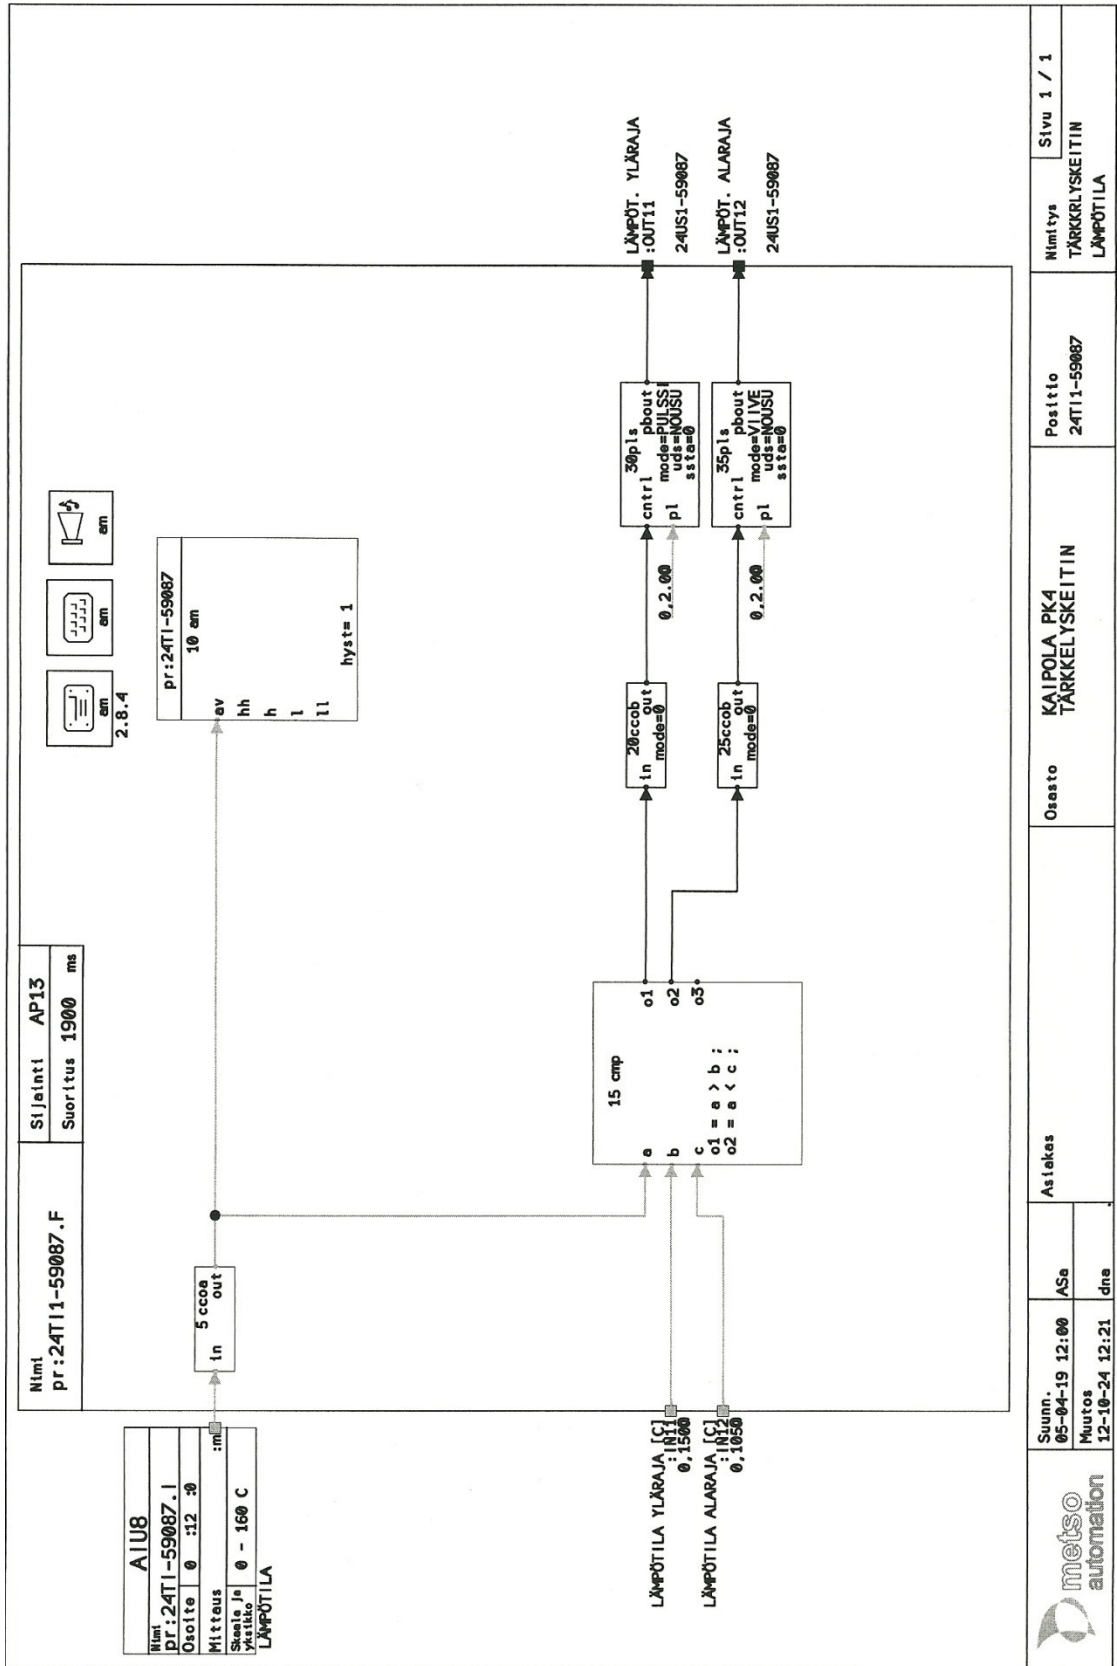 Nimi
pr:24TI1-59087.F
Sijainti AP13
Suoritus 1900 ms
am
2.8.4
am
am
AIU8
Nimi
pr:24TI-59087.I
Osoite 0 :12 :0
Mittaus :m
Skaala ja
yksikko 0 - 160 C
LÄMPÖTILA
5 ccoa
in out
pr:24TI-59087
10 am
av
hh
h
l
ll
hyst= 1
LÄMPÖTILA YLÄRAJA [C]
:IN11
0,1500
LÄMPÖTILA ALARAJA [C]
:IN12
0,1050
15 cmp
a o1
b o2
c o3
o1 = a > b ;
o2 = a < c ;
20ccob
in out
mode=0
25ccob
in out
mode=0
0,2.00
30pls
cntrl pbout
pl mode=PULSSI
uds=NOUSU
ssta=0
0,2.00
35pls
cntrl pbout
pl mode=VIIVE
uds=NOUSU
ssta=0
LÄMPÖT. YLÄRAJA
:OUT11
24US1-59087
LÄMPÖT. ALARAJA
:OUT12
24US1-59087
metso
automation
Suunn.
05-04-19 12:00 ASa
Muutos
12-10-24 12:21 dna
Asiakas
Osasto KAIPOLA PK4
TÄRKKELYSKEITIN
Positio
24TI1-59087
Nimitys
TÄRKKRLYSKEITIN
LÄMPÖTILA
Sivu 1 / 1